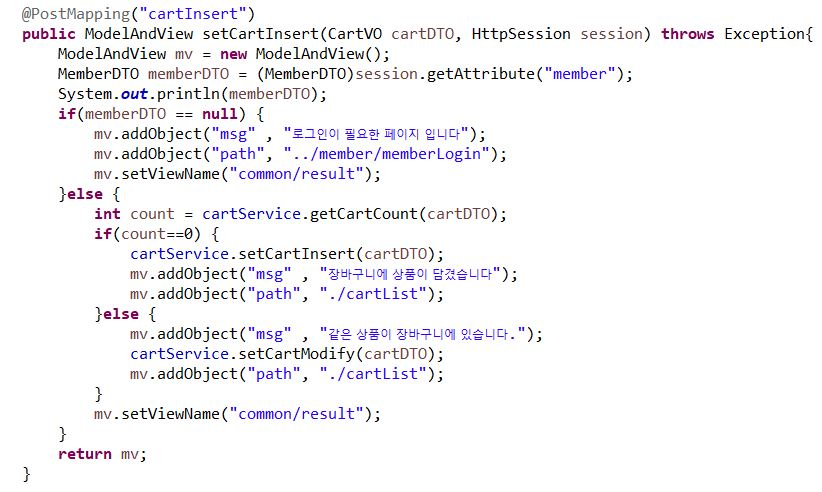 @PostMapping("cartInsert")
public ModelAndView setCartInsert(CartVO cartDTO, HttpSession session) throws Exception{
ModelAndView mv = new ModelAndView();
MemberDTO memberDTO = (MemberDTO)session.getAttribute("member");
System.out.println(memberDTO);
if(memberDTO == null) {
mv.addObject("msg" , "로그인이 필요한 페이지 입니다");
mv.addObject("path", "../member/memberLogin");
mv.setViewName("common/result");
}else {
int count = cartService.getCartCount(cartDTO);
if(count==0) {
cartService.setCartInsert(cartDTO);
mv.addObject("msg" , "장바구니에 상품이 담겼습니다");
mv.addObject("path", "./cartList");
}else {
mv.addObject("msg" , "같은 상품이 장바구니에 있습니다.");
cartService.setCartModify(cartDTO);
mv.addObject("path", "./cartList");
}
mv.setViewName("common/result");
}
return mv;
}